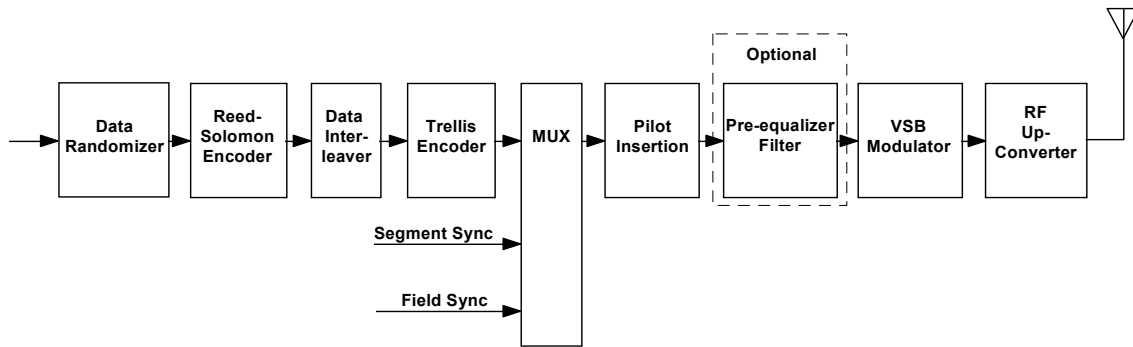 Optional
Data
Randomizer
Reed-
Solomon
Encoder
Data
Inter-
leaver
Trellis
Encoder
MUX
Pilot
Insertion
Pre-equalizer
Filter
VSB
Modulator
RF
Up-
Converter
Segment Sync
Field Sync